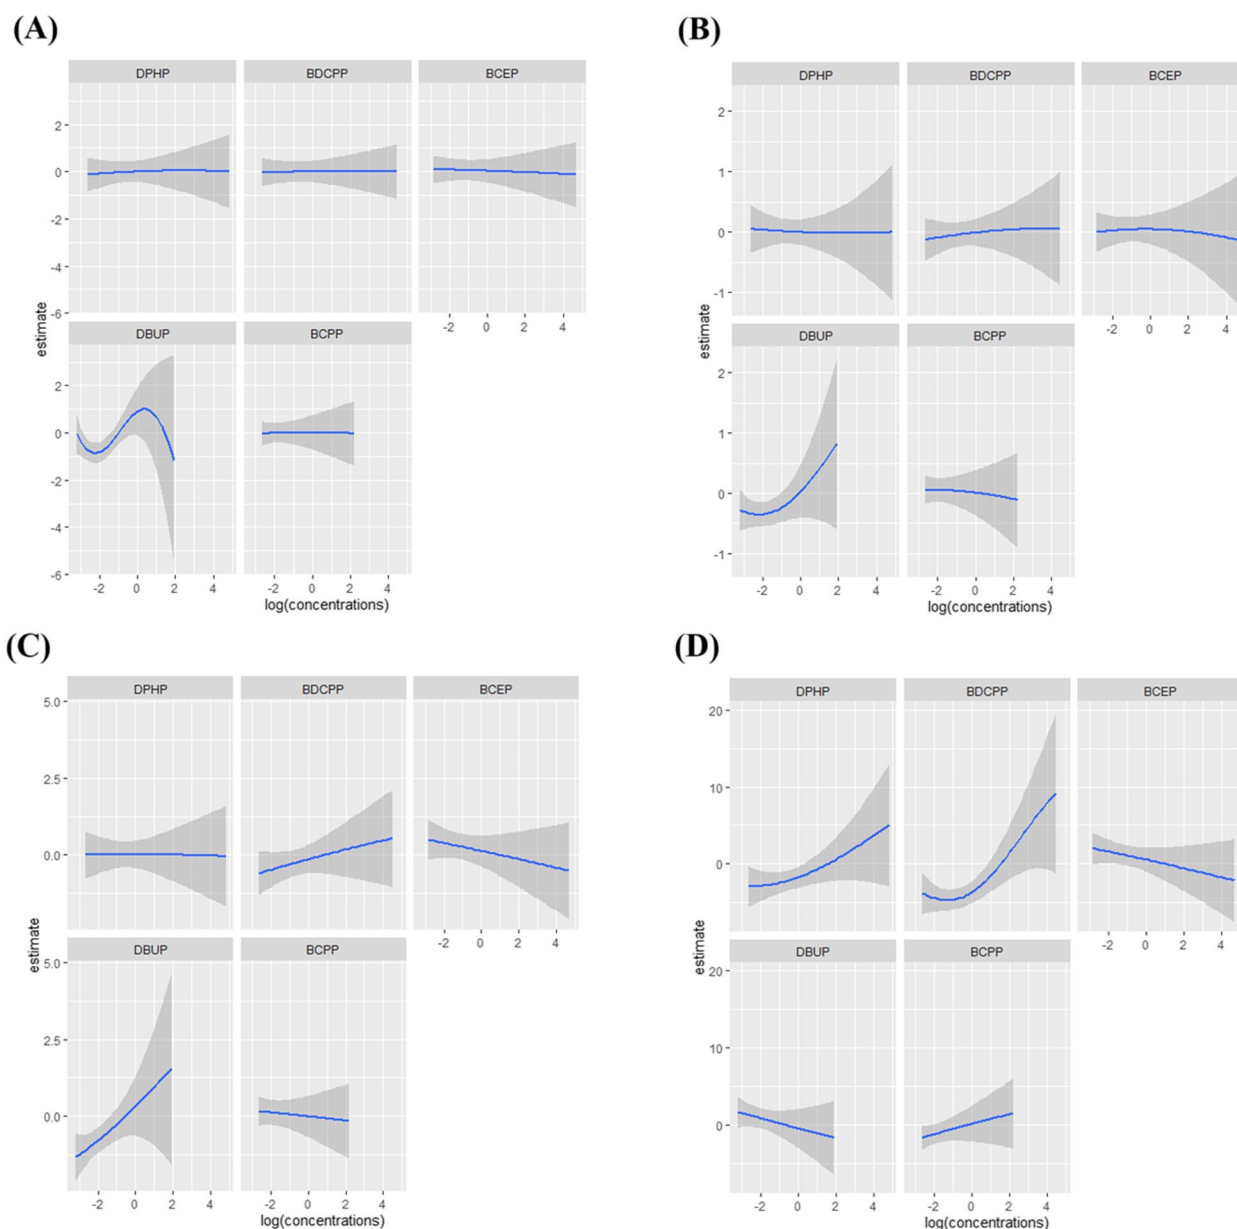 (A)
DPHP BDCPP BCEP
2
0
-2
-4
-6
-2 0 2 4
estimate
DBUP BCPP
2
0
-2
-4
-6
-2 0 2 4 -2 0 2 4
log(concentrations)
(B)
DPHP BDCPP BCEP
2
1
0
-1
-2 0 2 4
estimate
DBUP BCPP
2
1
0
-1
-2 0 2 4 -2 0 2 4
log(concentrations)
(C)
DPHP BDCPP BCEP
5.0
2.5
0.0
-2 0 2 4
estimate
DBUP BCPP
5.0
2.5
0.0
-2 0 2 4 -2 0 2 4
log(concentrations)
(D)
DPHP BDCPP BCEP
20
10
0
-2 0 2 4
estimate
DBUP BCPP
20
10
0
-2 0 2 4 -2 0 2 4
log(concentrations)